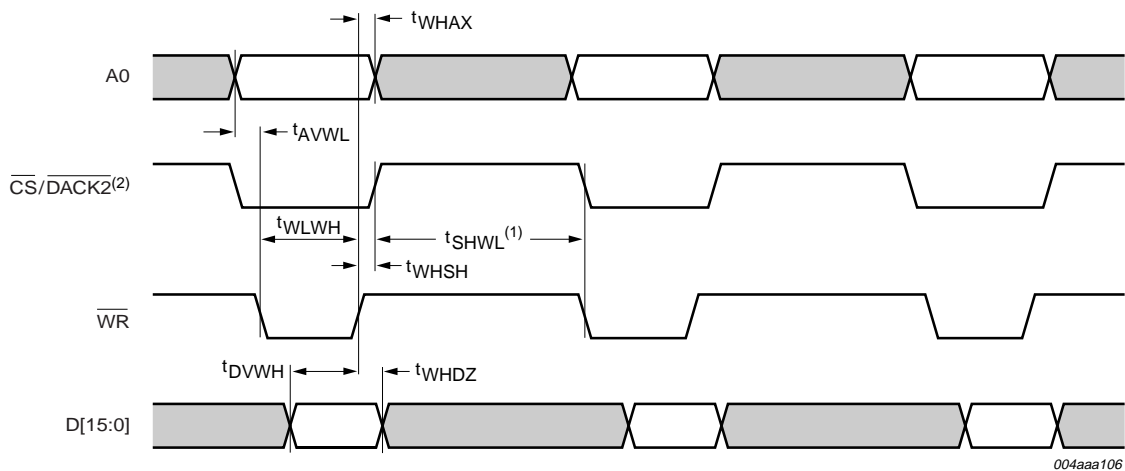 tWHAX
A0
tAVWL
CS/DACK2(2)
tWLWH
tSHWL(1)
tWHSH
WR
tDVWH
tWHDZ
D[15:0]
004aaa106